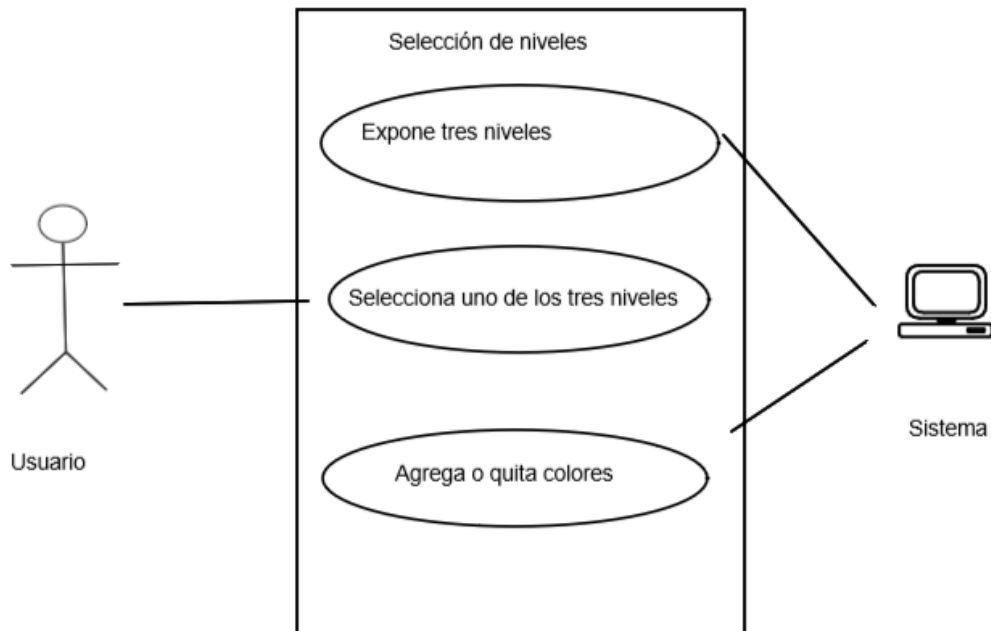 Selección de niveles
Expone tres niveles
Selecciona uno de los tres niveles
Agrega o quita colores
Usuario
Sistema